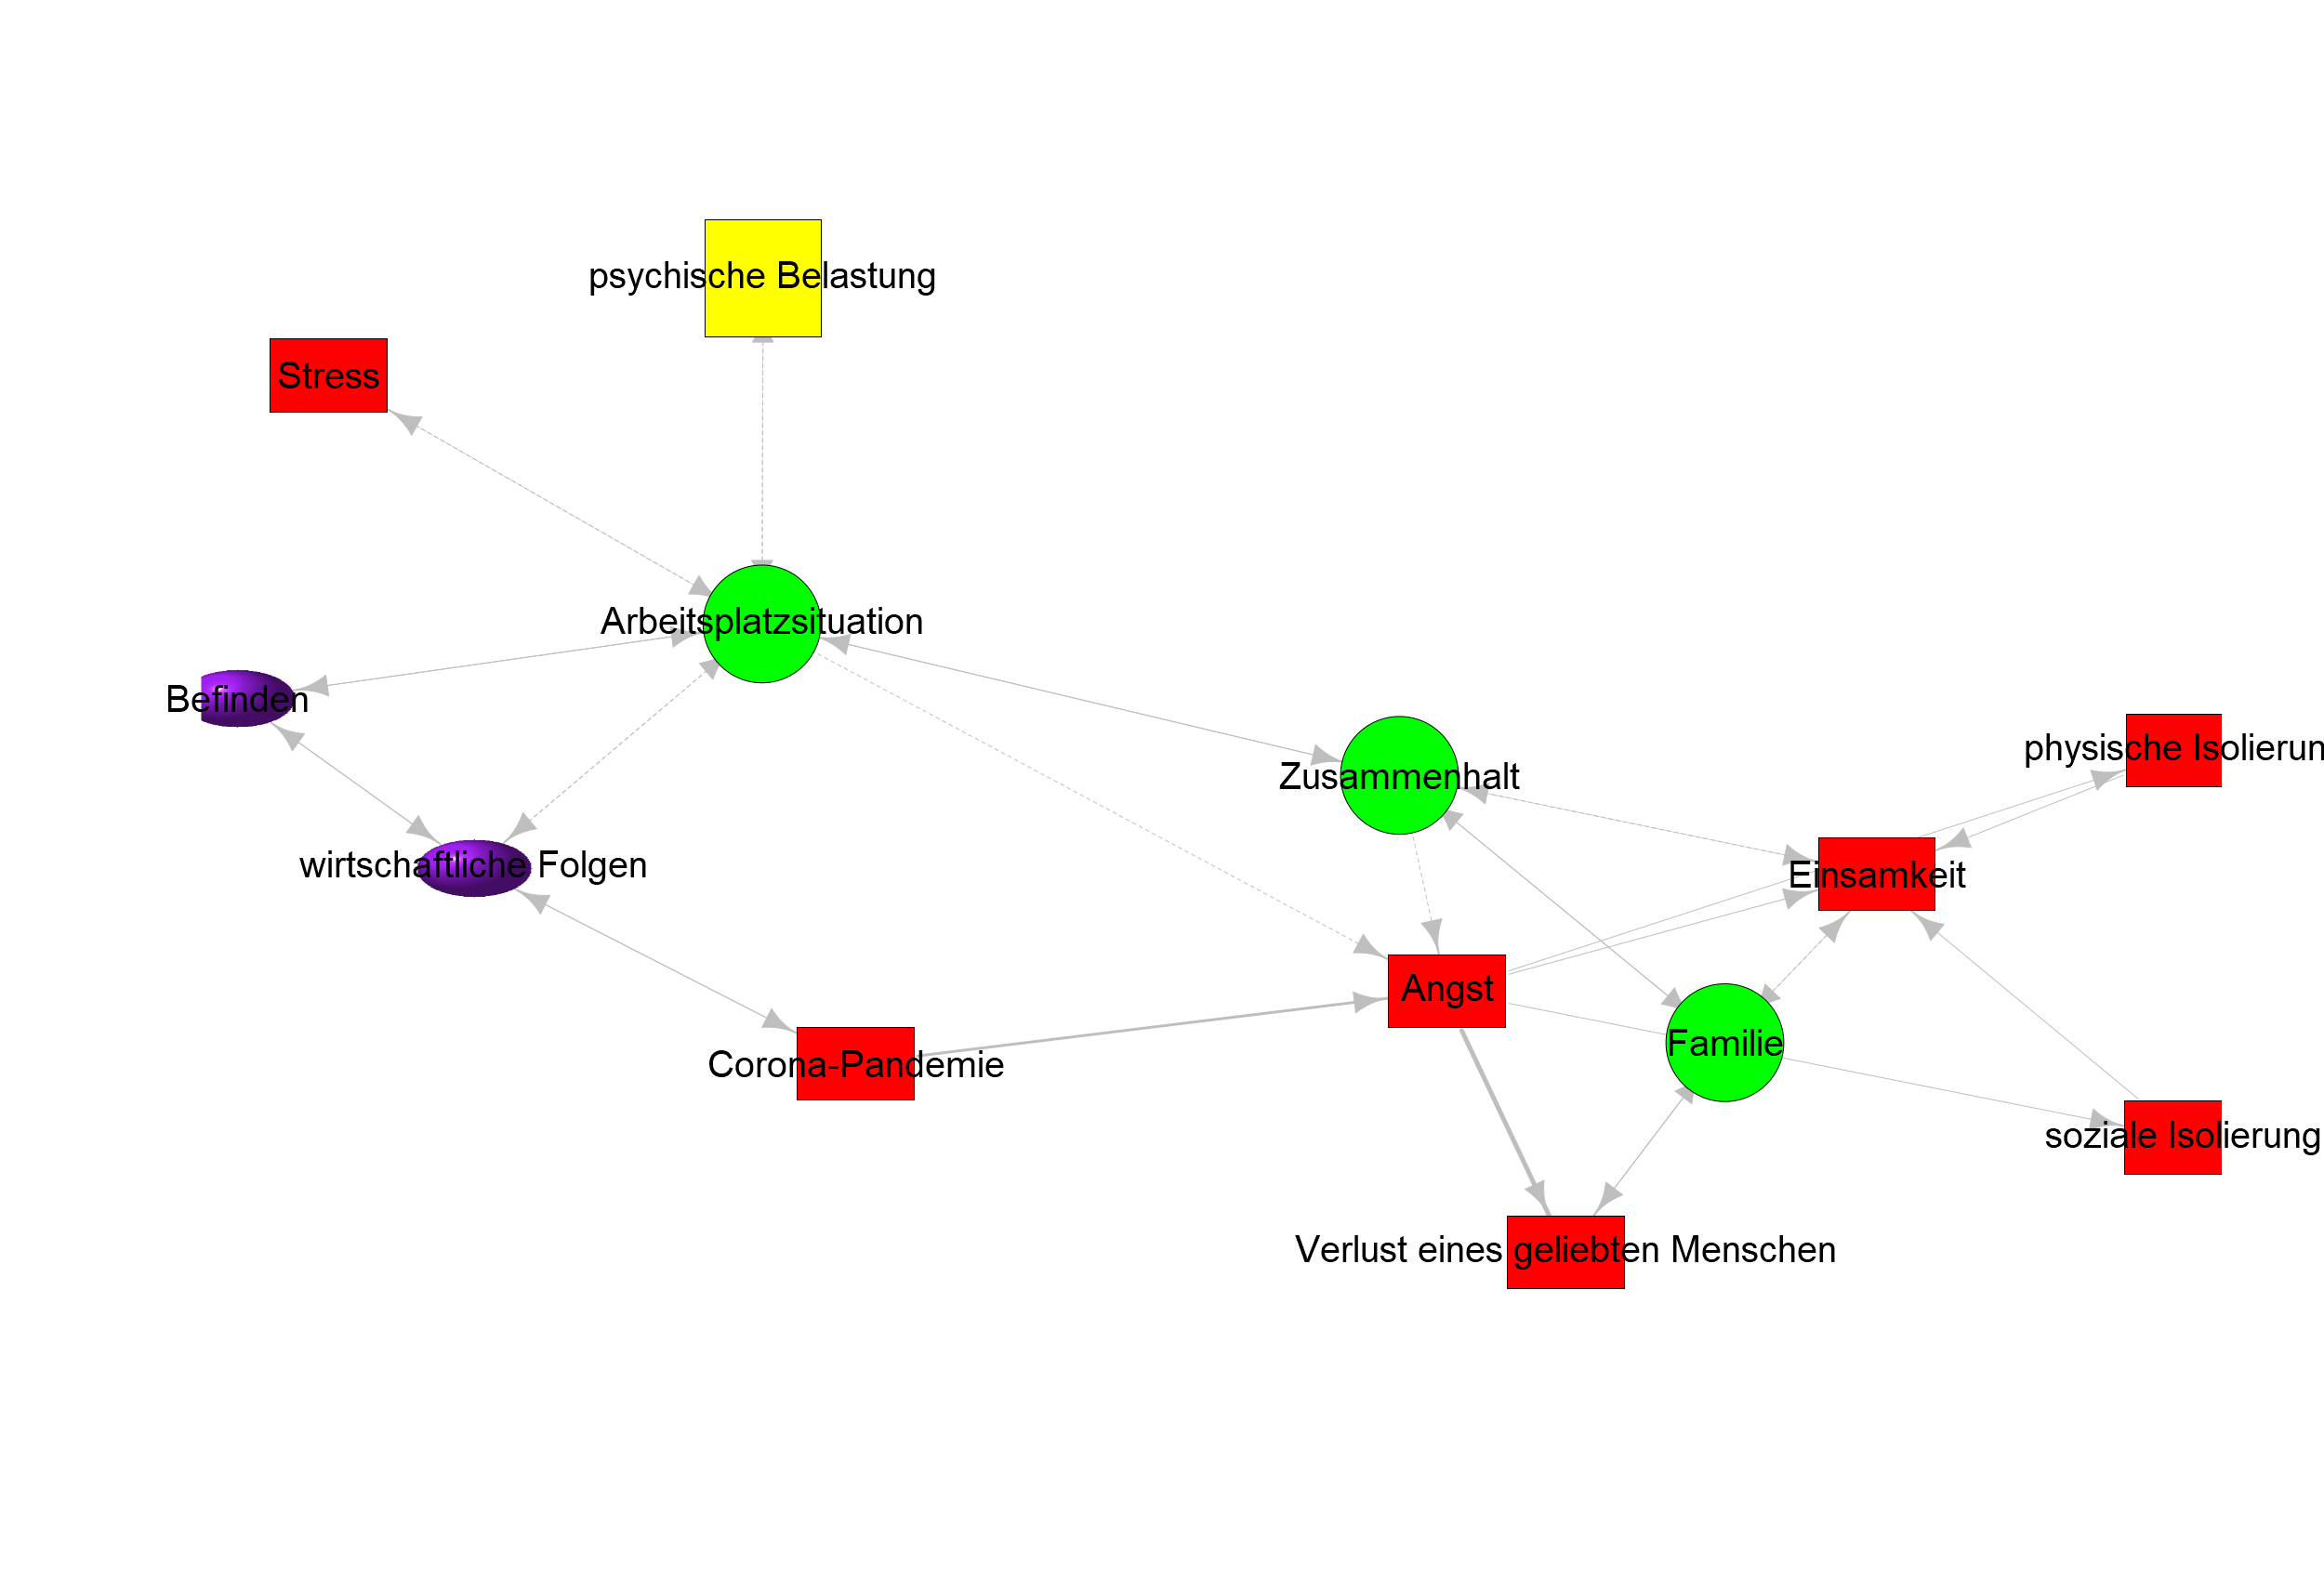 psychische Belastung
Stress
Arbeitsplatzsituation
Befinden
wirtschaftliche Folgen
Zusammenhalt
physische Isolierun
Einsamkeit
Angst
Familie
Corona-Pandemie
soziale Isolierung
Verlust eines geliebten Menschen